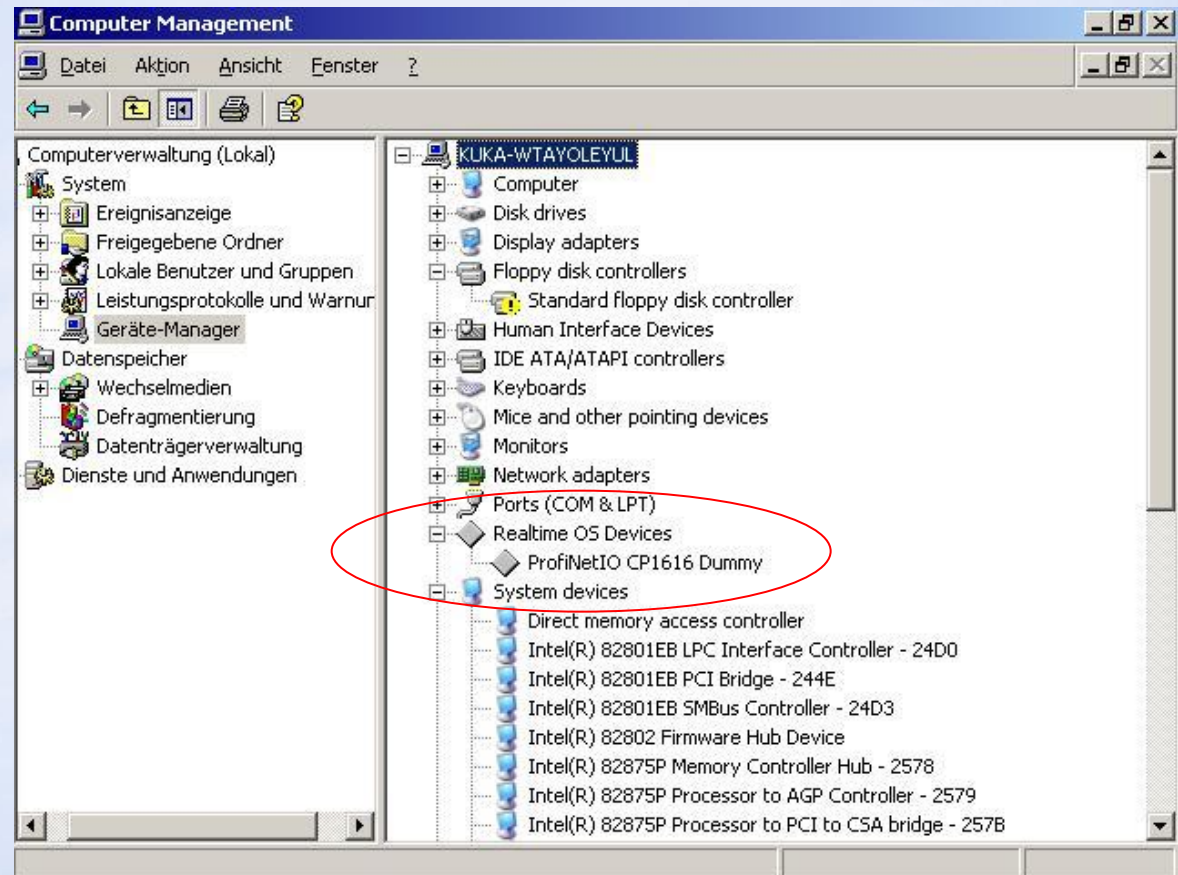 Computer Management
Datei Aktion Ansicht Fenster ?
Computerverwaltung (Lokal)
System
Ereignisanzeige
Freigegebene Ordner
Lokale Benutzer und Gruppen
Leistungsprotokolle und Warnur
Geräte-Manager
Datenspeicher
Wechselmedien
Defragmentierung
Datenträgerverwaltung
Dienste und Anwendungen
KUKA-WTAYOLEYUL
Computer
Disk drives
Display adapters
Floppy disk controllers
Standard floppy disk controller
Human Interface Devices
IDE ATA/ATAPI controllers
Keyboards
Mice and other pointing devices
Monitors
Network adapters
Ports (COM & LPT)
Realtime OS Devices
ProfiNetIO CP1616 Dummy
System devices
Direct memory access controller
Intel(R) 82801EB LPC Interface Controller - 24D0
Intel(R) 82801EB PCI Bridge - 244E
Intel(R) 82801EB SMBus Controller - 24D3
Intel(R) 82802 Firmware Hub Device
Intel(R) 82875P Memory Controller Hub - 2578
Intel(R) 82875P Processor to AGP Controller - 2579
Intel(R) 82875P Processor to PCI to CSA bridge - 257B